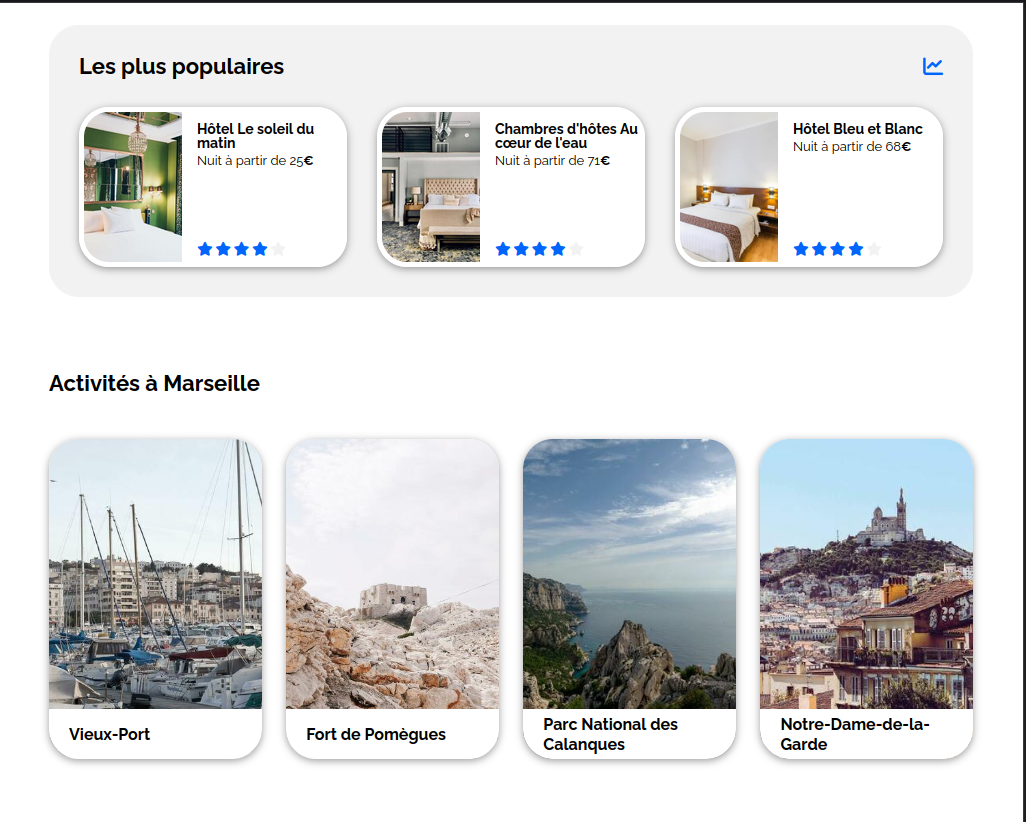 Les plus populaires
Hôtel Le soleil du
matin
Nuit à partir de 25€
Chambres d'hôtes Au
cœur de l'eau
Nuit à partir de 71€
Hôtel Bleu et Blanc
Nuit à partir de 68€
Activités à Marseille
Vieux-Port
Fort de Pomègues
Parc National des
Calanques
Notre-Dame-de-la-
Garde